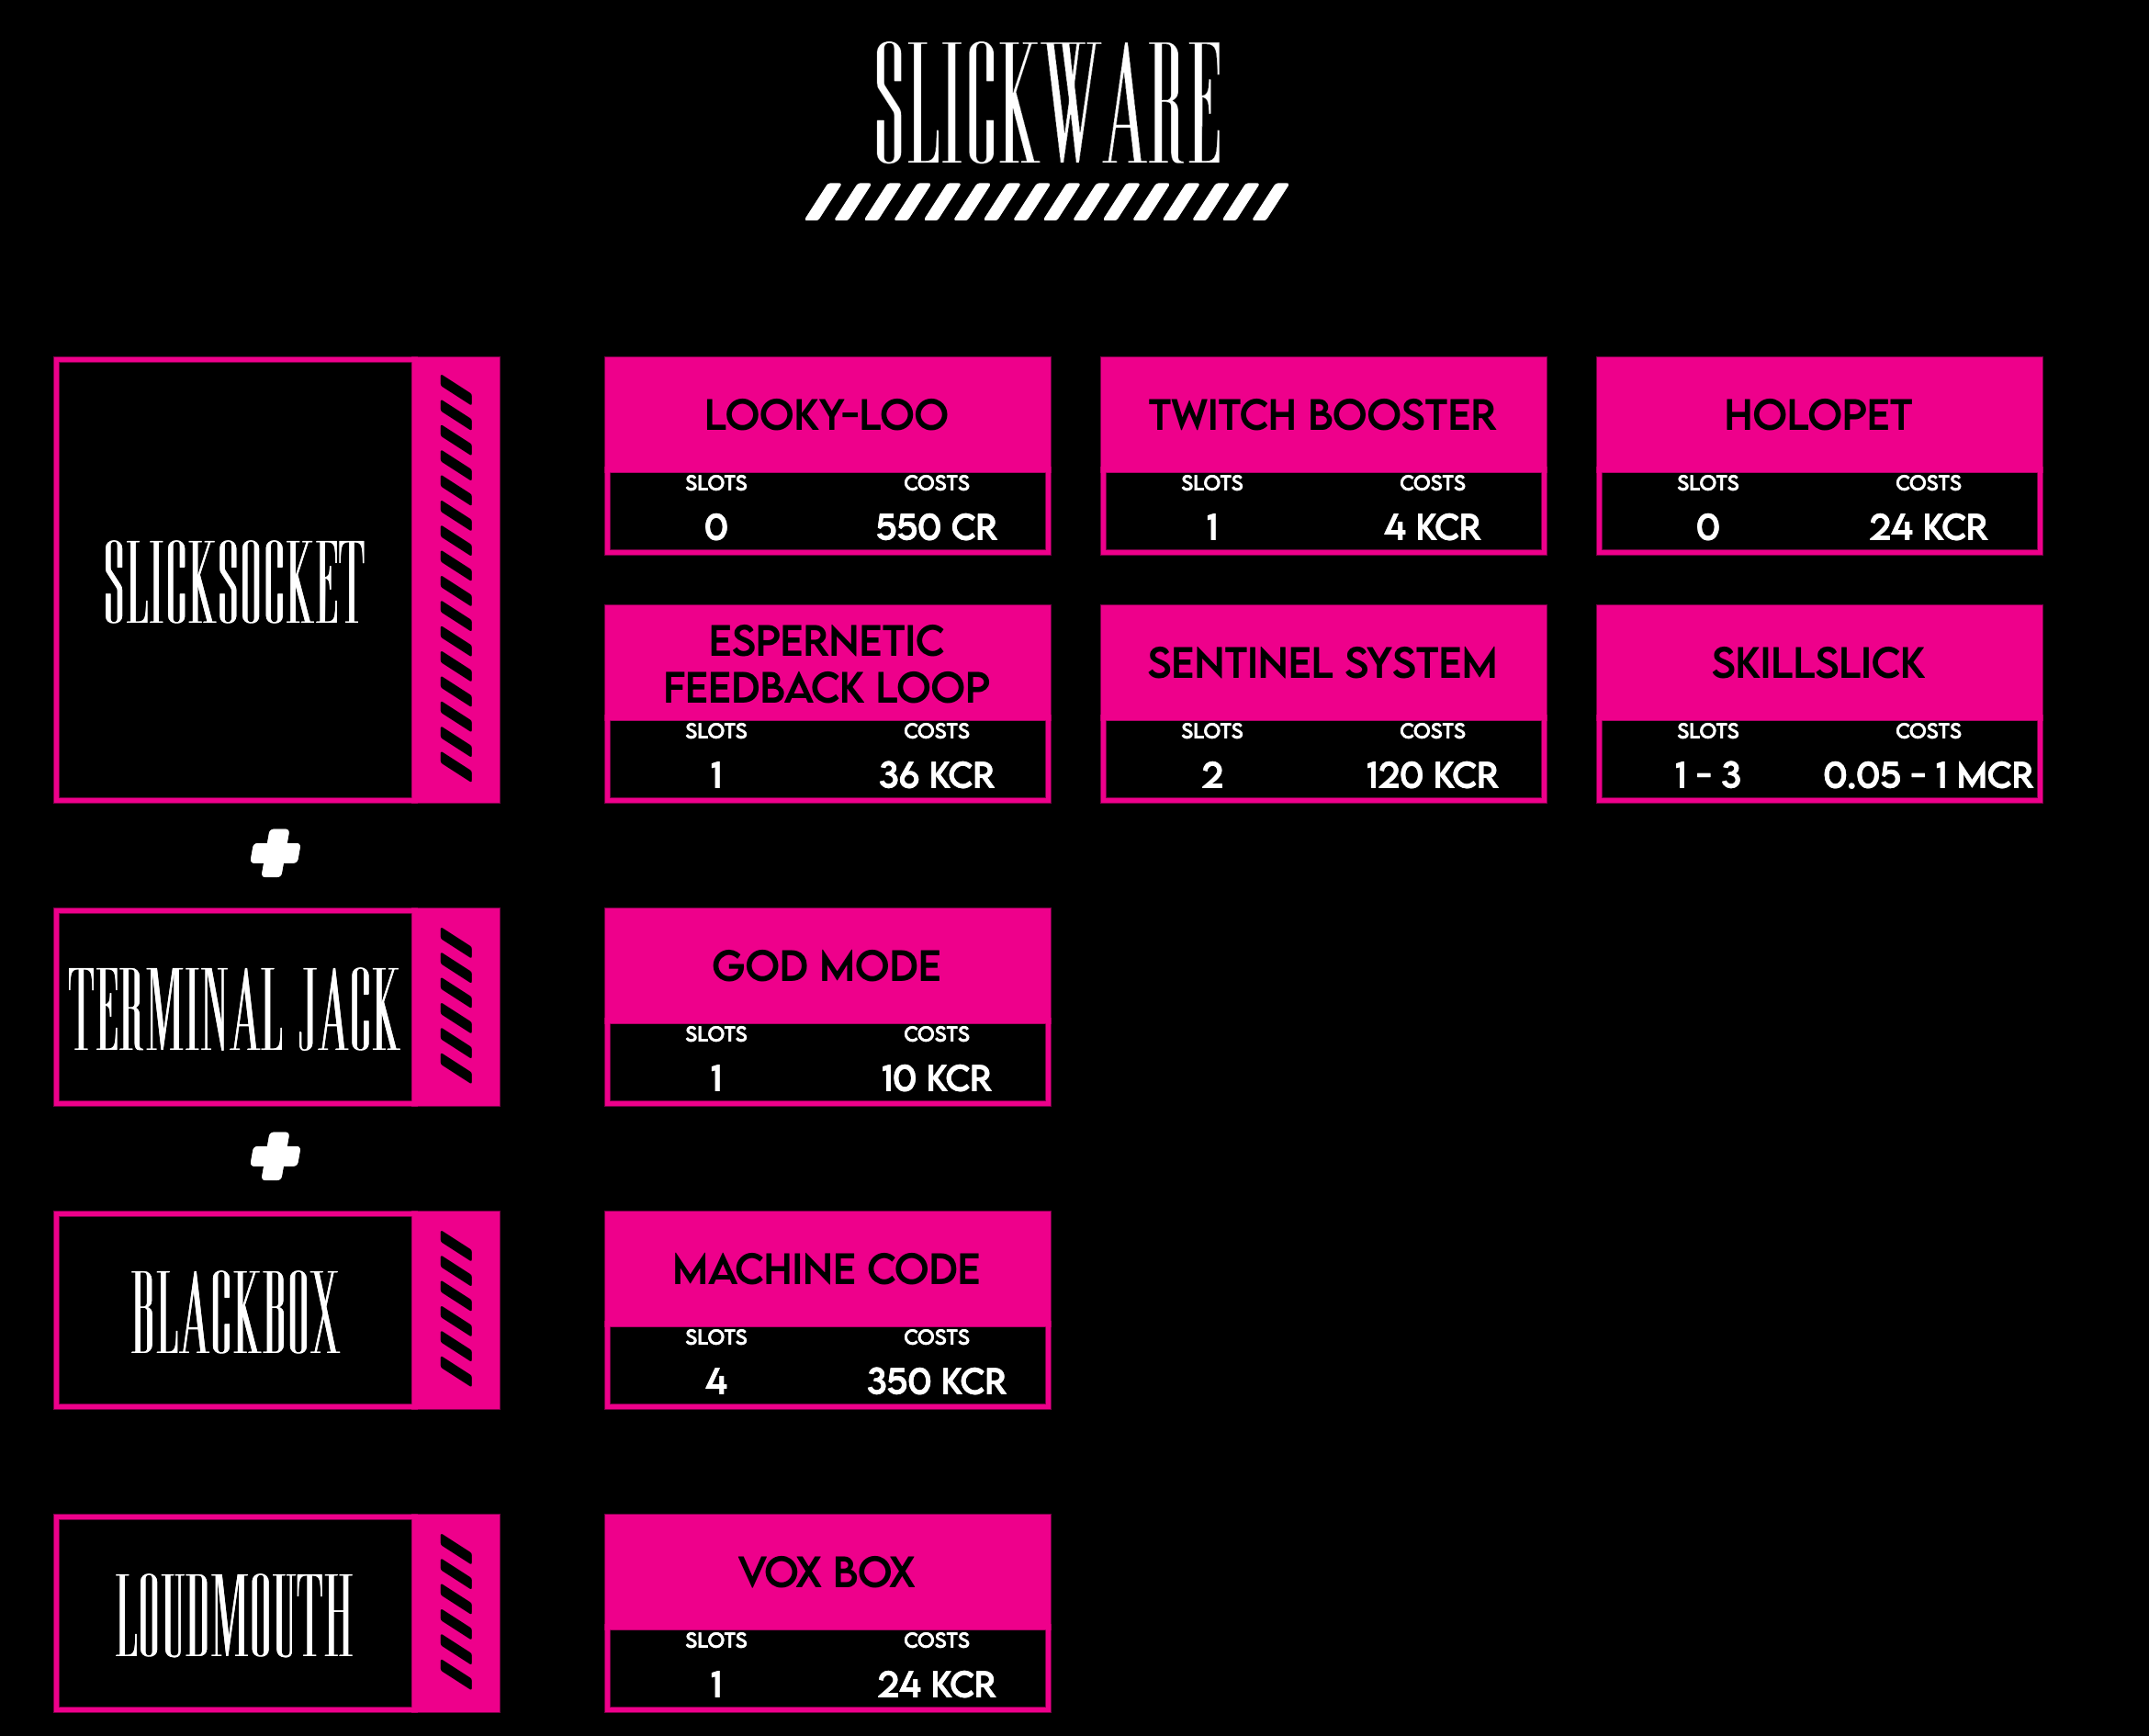 SLICKWARE
SLICKSOCKET
LOOKY-LOO
SLOTS COSTS
0 550 CR
TWITCH BOOSTER
SLOTS COSTS
1 4 KCR
HOLOPET
SLOTS COSTS
0 24 KCR
ESPERNETIC
FEEDBACK LOOP
SLOTS COSTS
1 36 KCR
SENTINEL SYSTEM
SLOTS COSTS
2 120 KCR
SKILLSLICK
SLOTS COSTS
1 - 3 0.05 - 1 MCR
TERMINAL JACK
GOD MODE
SLOTS COSTS
1 10 KCR
BLACKBOX
MACHINE CODE
SLOTS COSTS
4 350 KCR
LOUDMOUTH
VOX BOX
SLOTS COSTS
1 24 KCR